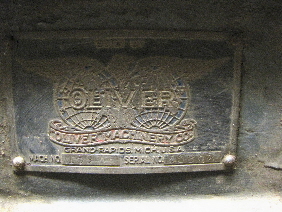 OLIVER
OLIVER MACHINERY CO.
GRAND RAPIDS, MICH., U.S.A.
MACH. NO. SERIAL NO.